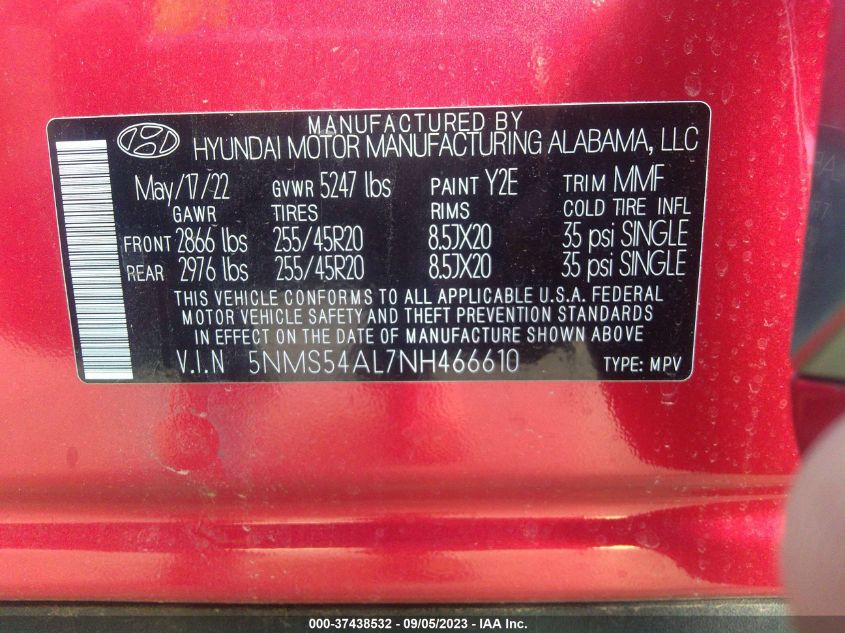 MANUFACTURED BY
HYUNDAI MOTOR MANUFACTURING ALABAMA, LLC
May/17/22 GVWR 5247 lbs PAINT Y2E TRIM MMF
GAWR TIRES RIMS COLD TIRE INFL
FRONT 2866 lbs 255/45R20 8.5JX20 35 psi SINGLE
REAR 2976 lbs 255/45R20 8.5JX20 35 psi SINGLE
THIS VEHICLE CONFORMS TO ALL APPLICABLE U.S.A. FEDERAL
MOTOR VEHICLE SAFETY AND THEFT PREVENTION STANDARDS
IN EFFECT ON THE DATE OF MANUFACTURE SHOWN ABOVE
V.I.N 5NMS54AL7NH466610 TYPE: MPV
000-37438532 - 09/05/2023 - IAA Inc.